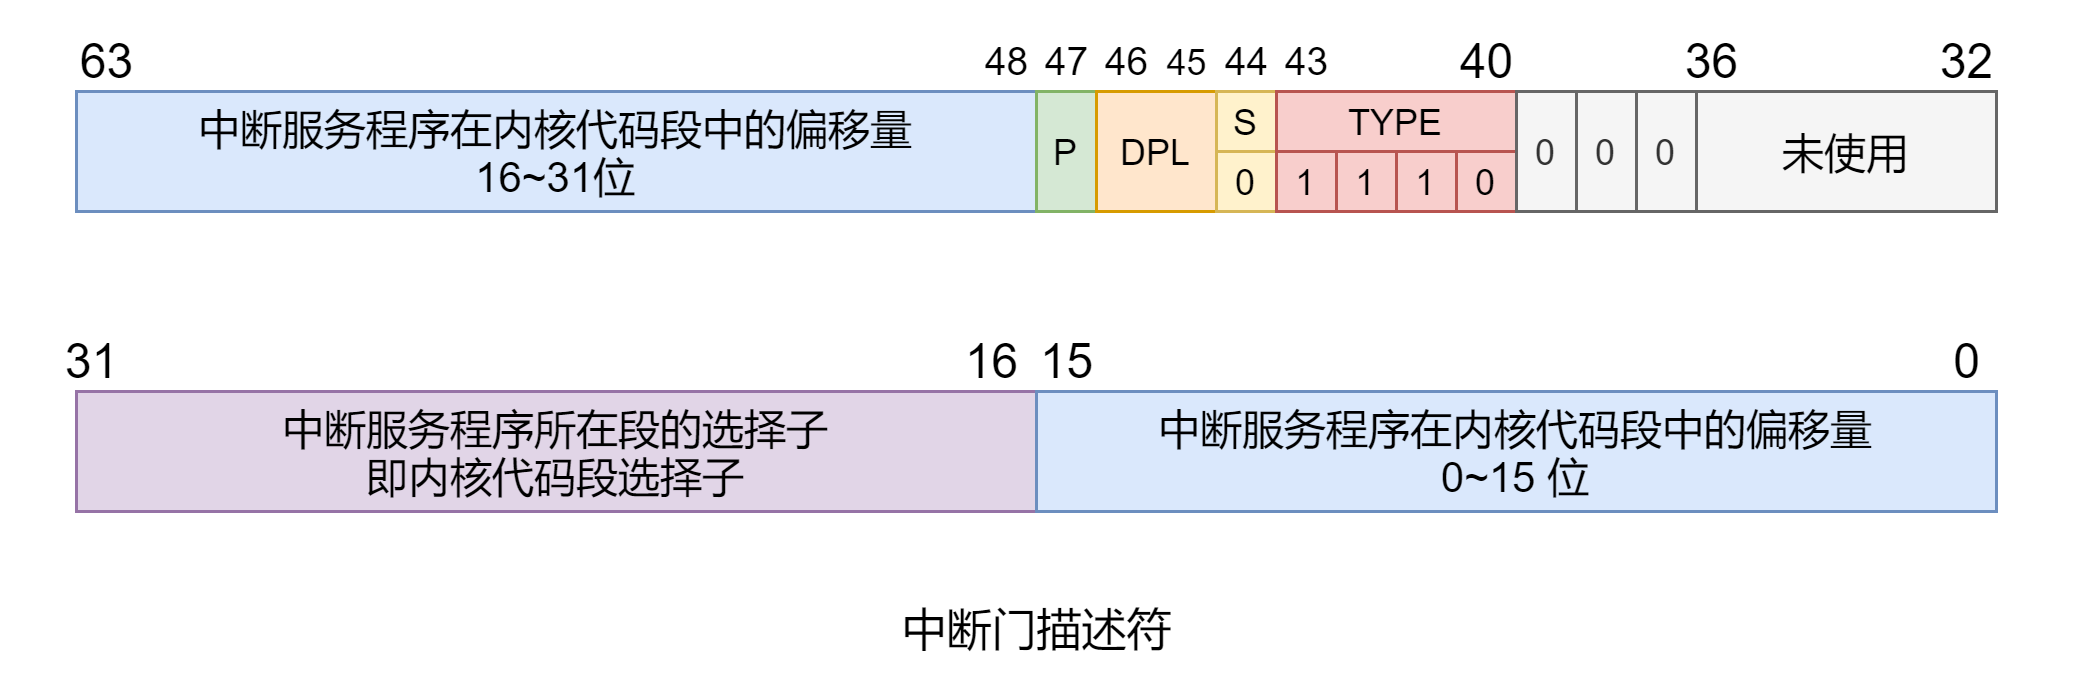 63 48 47 46 45 44 43 40 36 32
中断服务程序在内核代码段中的偏移量
16~31位
P
DPL
S
0
TYPE
1 1 1 0
0 0 0
未使用
31 16 15 0
中断服务程序所在段的选择子
即内核代码段选择子
中断服务程序在内核代码段中的偏移量
0~15 位
中断门描述符